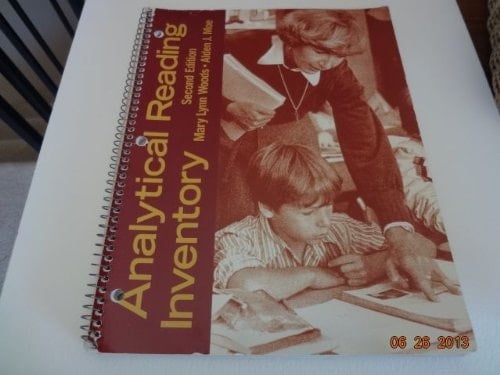 Analytical Reading
Inventory
Second Edition
Mary Lynn Woods • Alden J. Moe
06 26 2013